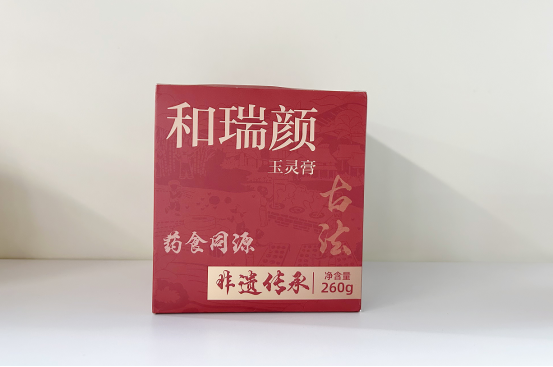 和瑞颜
玉灵膏
古法
药食同源
非遗传承
净含量
260g